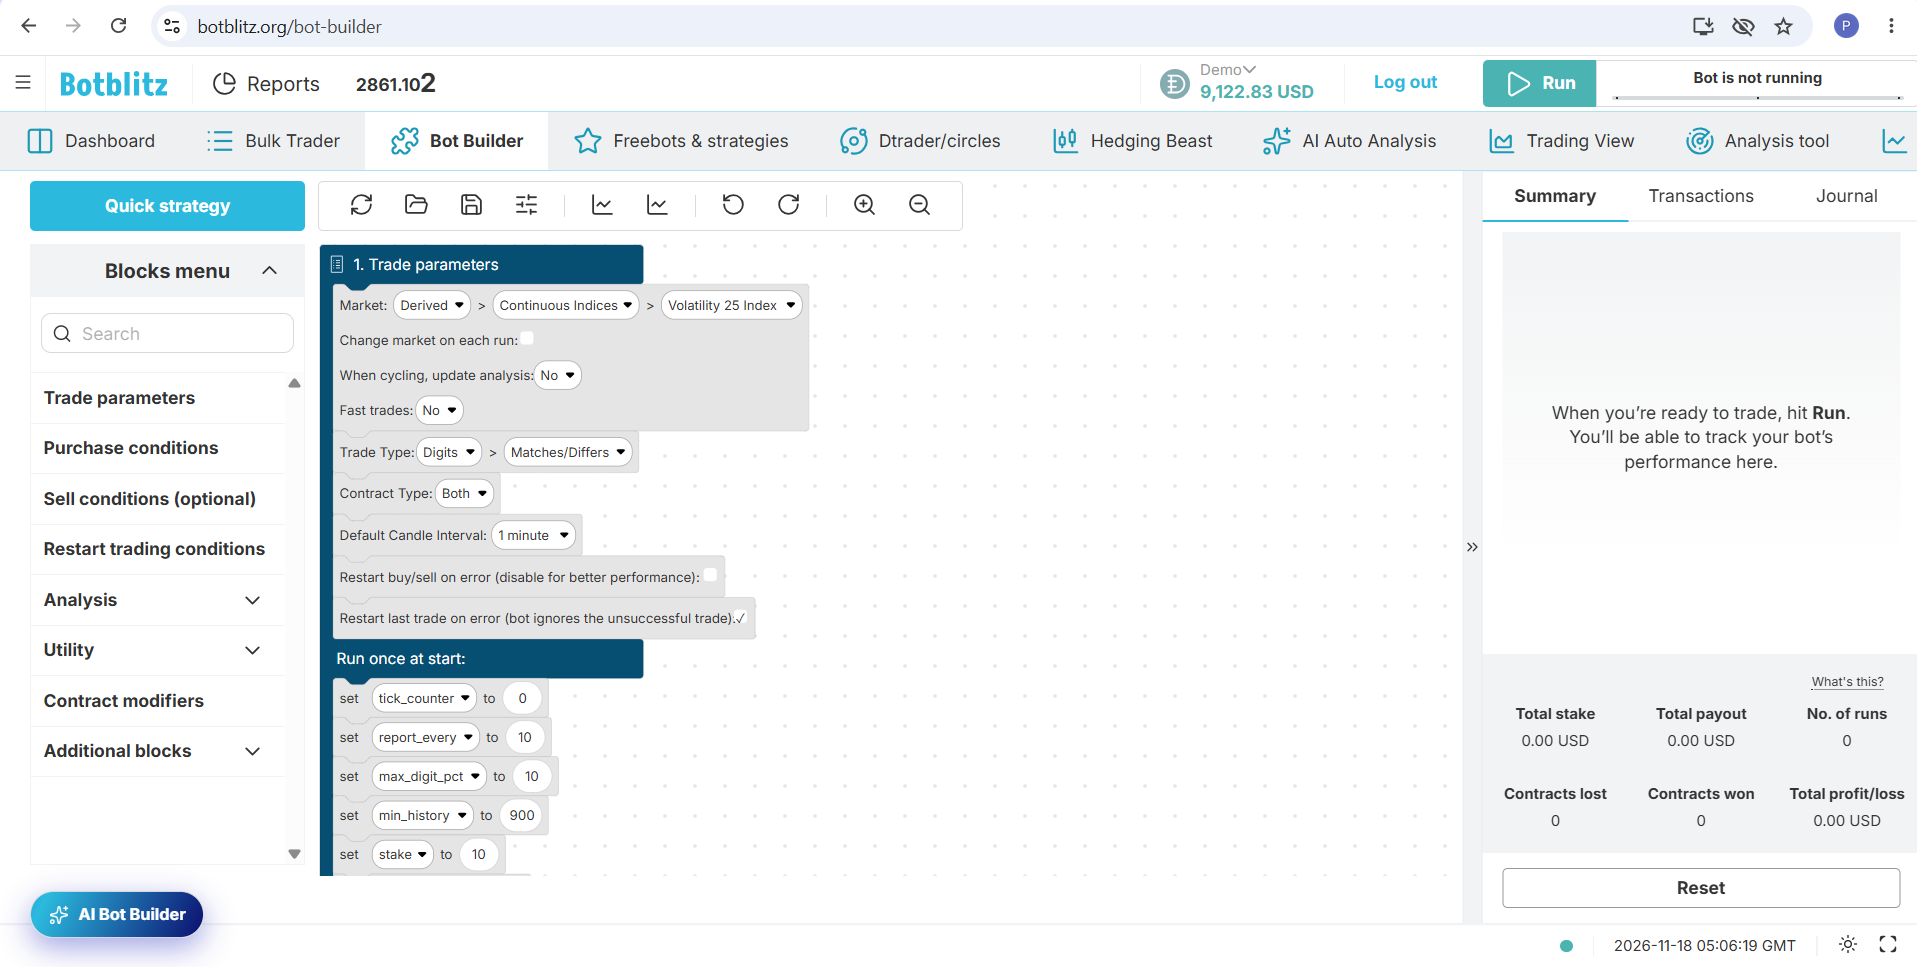 botblitz.org/bot-builder
P
Botblitz
Reports
2861.102
Demo
9,122.83 USD
Log out
Run
Bot is not running
Dashboard
Bulk Trader
Bot Builder
Freebots & strategies
Dtrader/circles
Hedging Beast
AI Auto Analysis
Trading View
Analysis tool
Quick strategy
Blocks menu
Search
Trade parameters
Purchase conditions
Sell conditions (optional)
Restart trading conditions
Analysis
Utility
Contract modifiers
Additional blocks
AI Bot Builder
1. Trade parameters
Market: Derived > Continuous Indices > Volatility 25 Index
Change market on each run:
When cycling, update analysis: No
Fast trades: No
Trade Type: Digits > Matches/Differs
Contract Type: Both
Default Candle Interval: 1 minute
Restart buy/sell on error (disable for better performance):
Restart last trade on error (bot ignores the unsuccessful trade): ✓
Run once at start:
set tick_counter to 0
set report_every to 10
set max_digit_pct to 10
set min_history to 900
set stake to 10
Summary
Transactions
Journal
When you’re ready to trade, hit Run.
You’ll be able to track your bot’s
performance here.
What's this?
Total stake
Total payout
No. of runs
0.00 USD
0.00 USD
0
Contracts lost
Contracts won
Total profit/loss
0
0
0.00 USD
Reset
2026-11-18 05:06:19 GMT